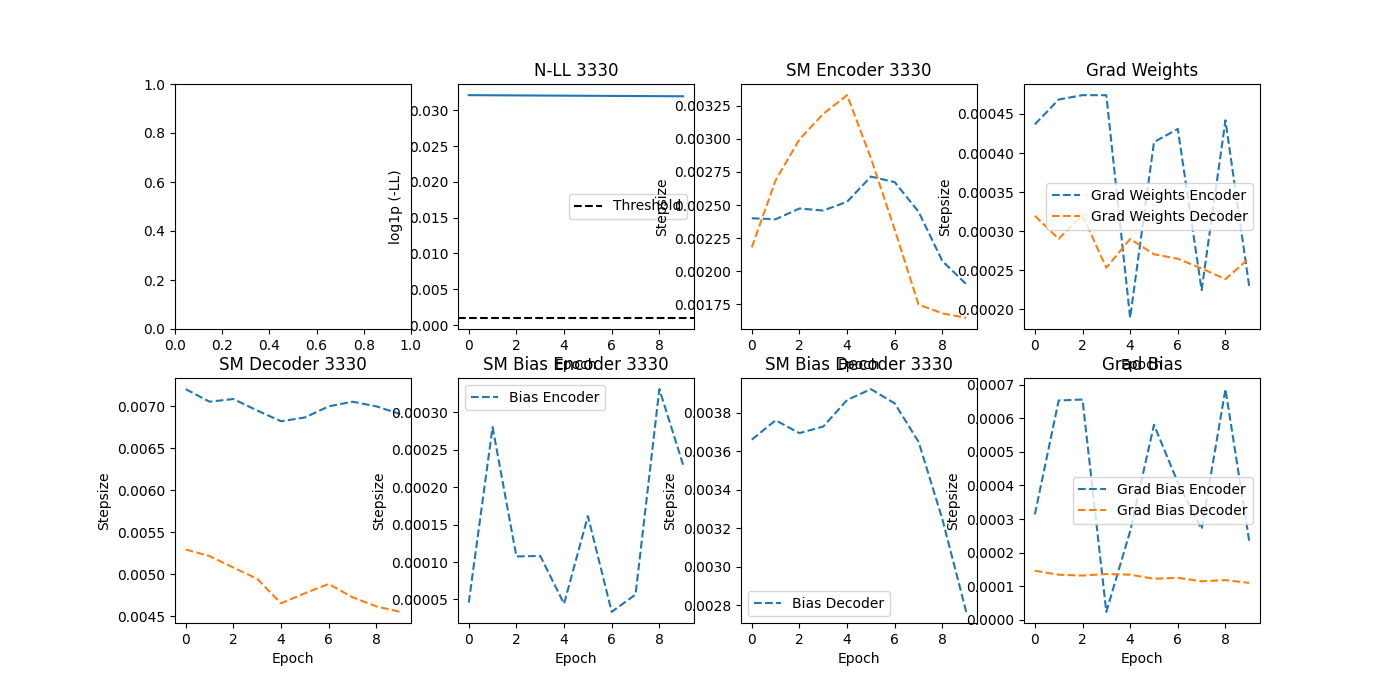 N-LL 3330
SM Encoder 3330
Grad Weights
1.0
0.8
0.6
0.4
0.2
0.0
0.0 0.2 0.4 0.6 0.8 1.0
log1p (-LL)
0.030
0.025
0.020
0.015
0.010
0.005
0.000
Threshold
0 2 4 6 8
Epoch
Stepsize
0.00325
0.00300
0.00275
0.00250
0.00225
0.00200
0.00175
0 2 4 6 8
Epoch
Stepsize
0.00045
0.00040
0.00035
0.00030
0.00025
0.00020
Grad Weights Encoder
Grad Weights Decoder
0 2 4 6 8
Epoch
SM Decoder 3330
SM Bias Encoder 3330
SM Bias Decoder 3330
Grad Bias
Stepsize
0.0070
0.0065
0.0060
0.0055
0.0050
0.0045
0 2 4 6 8
Epoch
Stepsize
0.00030
0.00025
0.00020
0.00015
0.00010
0.00005
Bias Encoder
0 2 4 6 8
Epoch
Stepsize
0.0038
0.0036
0.0034
0.0032
0.0030
0.0028
Bias Decoder
0 2 4 6 8
Epoch
Stepsize
0.0007
0.0006
0.0005
0.0004
0.0003
0.0002
0.0001
0.0000
Grad Bias Encoder
Grad Bias Decoder
0 2 4 6 8
Epoch